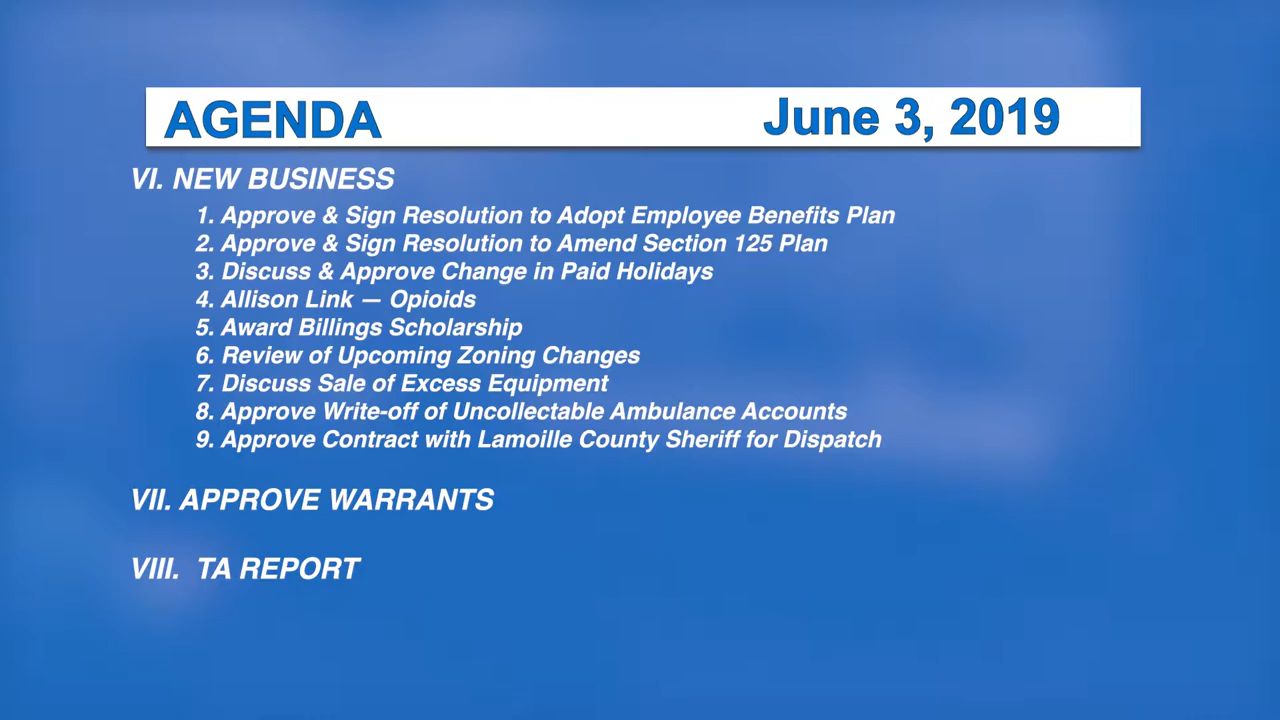 AGENDA June 3, 2019
VI. NEW BUSINESS
1. Approve & Sign Resolution to Adopt Employee Benefits Plan
2. Approve & Sign Resolution to Amend Section 125 Plan
3. Discuss & Approve Change in Paid Holidays
4. Allison Link — Opioids
5. Award Billings Scholarship
6. Review of Upcoming Zoning Changes
7. Discuss Sale of Excess Equipment
8. Approve Write-off of Uncollectable Ambulance Accounts
9. Approve Contract with Lamoille County Sheriff for Dispatch
VII. APPROVE WARRANTS
VIII. TA REPORT